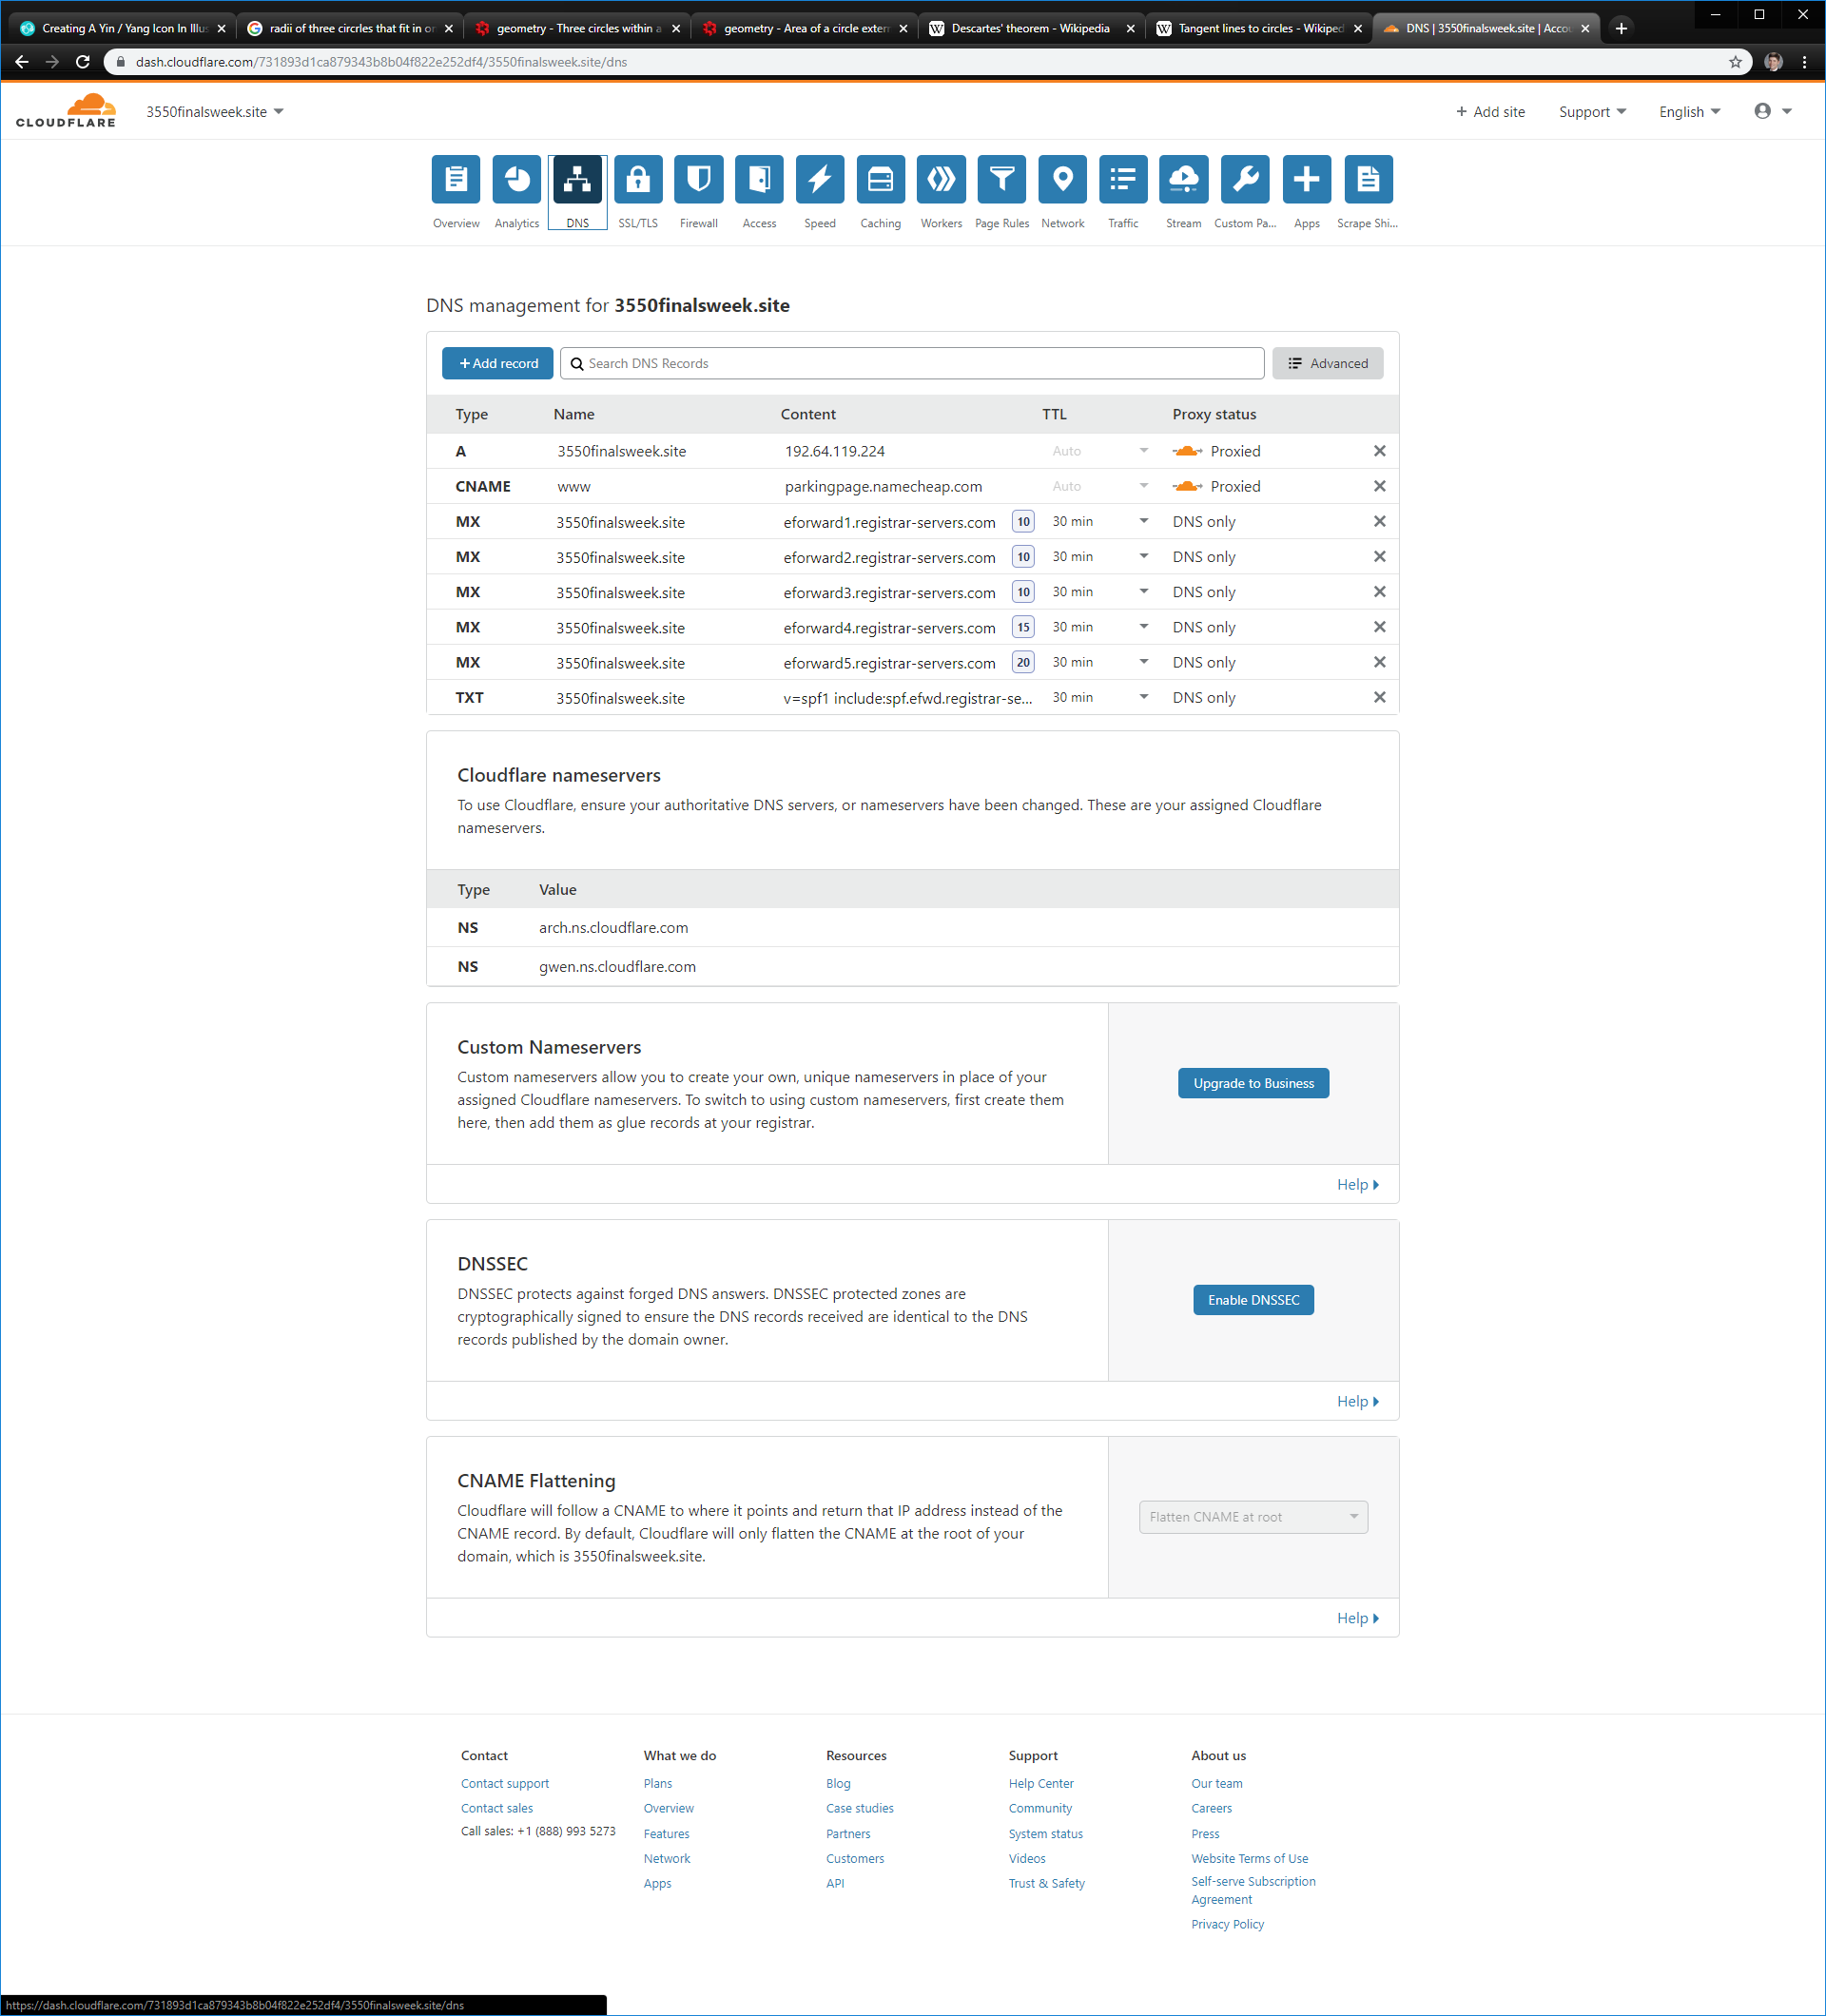 Creating A Yin / Yang Icon In Illus
radii of three circrles that fit in on
geometry - Three circles within a
geometry - Area of a circle extern
Descartes' theorem - Wikipedia
Tangent lines to circles - Wikiped
DNS | 3550finalsweek.site | Accou
dash.cloudflare.com/731893d1ca879343b8b04f822e252df4/3550finalsweek.site/dns
CLOUDFLARE
3550finalsweek.site
+ Add site
Support
English
Overview
Analytics
DNS
SSL/TLS
Firewall
Access
Speed
Caching
Workers
Page Rules
Network
Traffic
Stream
Custom Pa...
Apps
Scrape Shi...
DNS management for 3550finalsweek.site
+ Add record
Search DNS Records
Advanced
Type Name Content TTL Proxy status
A 3550finalsweek.site 192.64.119.224 Auto Proxied
CNAME www parkingpage.namecheap.com Auto Proxied
MX 3550finalsweek.site eforward1.registrar-servers.com 10 30 min DNS only
MX 3550finalsweek.site eforward2.registrar-servers.com 10 30 min DNS only
MX 3550finalsweek.site eforward3.registrar-servers.com 10 30 min DNS only
MX 3550finalsweek.site eforward4.registrar-servers.com 15 30 min DNS only
MX 3550finalsweek.site eforward5.registrar-servers.com 20 30 min DNS only
TXT 3550finalsweek.site v=spf1 include:spf.efwd.registrar-se... 30 min DNS only
Cloudflare nameservers
To use Cloudflare, ensure your authoritative DNS servers, or nameservers have been changed. These are your assigned Cloudflare
nameservers.
Type Value
NS arch.ns.cloudflare.com
NS gwen.ns.cloudflare.com
Custom Nameservers
Custom nameservers allow you to create your own, unique nameservers in place of your
assigned Cloudflare nameservers. To switch to using custom nameservers, first create them
here, then add them as glue records at your registrar.
Upgrade to Business
Help
DNSSEC
DNSSEC protects against forged DNS answers. DNSSEC protected zones are
cryptographically signed to ensure the DNS records received are identical to the DNS
records published by the domain owner.
Enable DNSSEC
Help
CNAME Flattening
Cloudflare will follow a CNAME to where it points and return that IP address instead of the
CNAME record. By default, Cloudflare will only flatten the CNAME at the root of your
domain, which is 3550finalsweek.site.
Flatten CNAME at root
Help
Contact
Contact support
Contact sales
Call sales: +1 (888) 993 5273
What we do
Plans
Overview
Features
Network
Apps
Resources
Blog
Case studies
Partners
Customers
API
Support
Help Center
Community
System status
Videos
Trust & Safety
About us
Our team
Careers
Press
Website Terms of Use
Self-serve Subscription
Agreement
Privacy Policy
https://dash.cloudflare.com/731893d1ca879343b8b04f822e252df4/3550finalsweek.site/dns